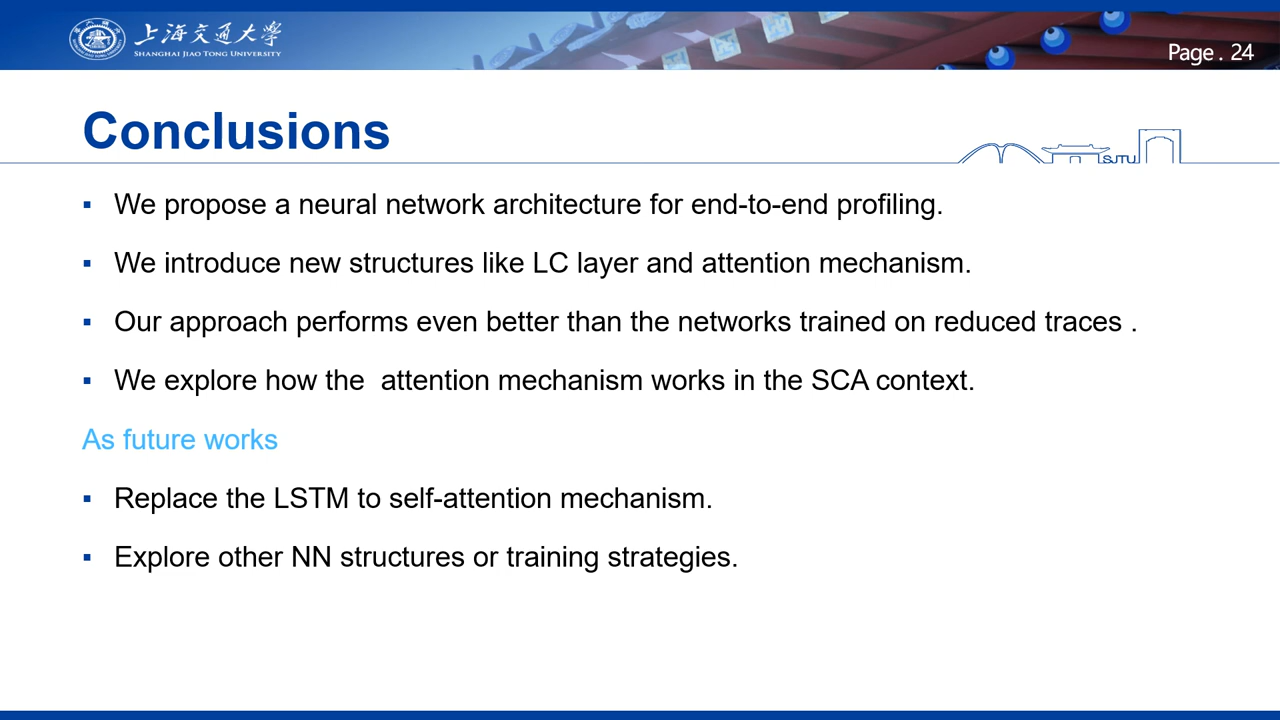 上海交通大学
SHANGHAI JIAO TONG UNIVERSITY
Page . 24
Conclusions
SJTU
▪ We propose a neural network architecture for end-to-end profiling.
▪ We introduce new structures like LC layer and attention mechanism.
▪ Our approach performs even better than the networks trained on reduced traces .
▪ We explore how the  attention mechanism works in the SCA context.
As future works
▪ Replace the LSTM to self-attention mechanism.
▪ Explore other NN structures or training strategies.